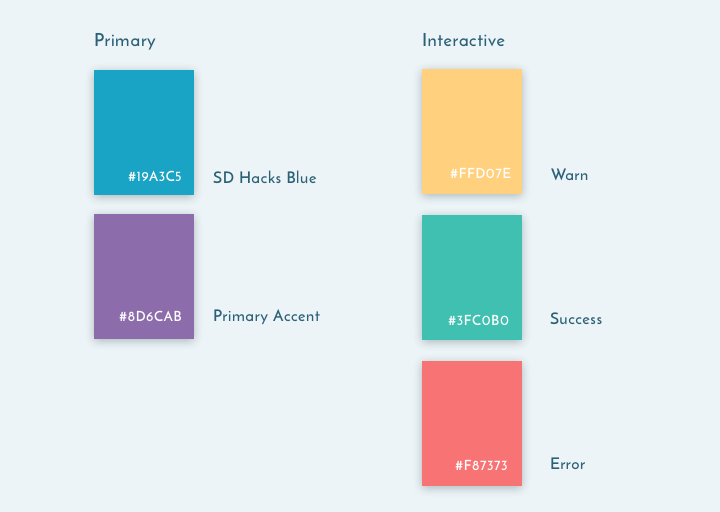 Primary
#19A3C5
SD Hacks Blue
#8D6CAB
Primary Accent
Interactive
#FFD07E
Warn
#3FC0B0
Success
#F87373
Error